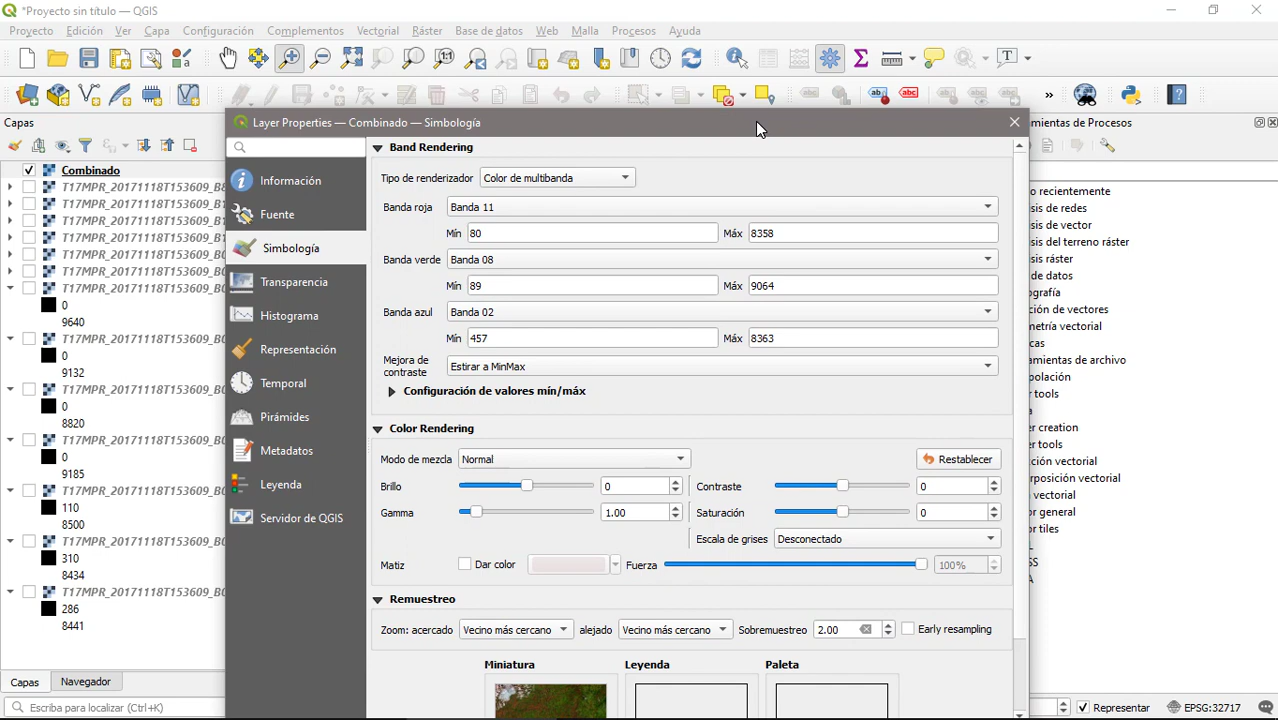 *Proyecto sin título — QGIS
Proyecto Edición Ver Capa Configuración Complementos Vectorial Ráster Base de datos Web Malla Procesos Ayuda
Capas
Combinado
T17MPR_20171118T153609_B8
T17MPR_20171118T153609_B1
T17MPR_20171118T153609_B1
T17MPR_20171118T153609_B1
T17MPR_20171118T153609_B0
T17MPR_20171118T153609_B0
T17MPR_20171118T153609_B0
0
9640
T17MPR_20171118T153609_B0
0
9132
T17MPR_20171118T153609_B0
0
8820
T17MPR_20171118T153609_B0
0
9185
T17MPR_20171118T153609_B0
110
8500
T17MPR_20171118T153609_B0
310
8434
T17MPR_20171118T153609_B0
286
8441
Capas Navegador
Escriba para localizar (Ctrl+K)
Layer Properties — Combinado — Simbología
Información
Fuente
Simbología
Transparencia
Histograma
Representación
Temporal
Pirámides
Metadatos
Leyenda
Servidor de QGIS
Band Rendering
Tipo de renderizador Color de multibanda
Banda roja Banda 11
Mín 80 Máx 8358
Banda verde Banda 08
Mín 89 Máx 9064
Banda azul Banda 02
Mín 457 Máx 8363
Mejora de contraste Estirar a MinMax
Configuración de valores mín/máx
Color Rendering
Modo de mezcla Normal Restablecer
Brillo 0 Contraste 0
Gamma 1.00 Saturación 0
Escala de grises Desconectado
Matiz Dar color Fuerza 100%
Remuestreo
Zoom: acercado Vecino más cercano alejado Vecino más cercano Sobremuestreo 2.00 Early resampling
Miniatura Leyenda Paleta
mientas de Procesos
o recientemente
sis de redes
sis del terreno ráster
sis ráster
de datos
ografía
ión de vectores
metría vectorial
cas
amientas de archivo
polación
r tools
er creation
er tools
ección vectorial
rposición vectorial
vectorial
or general
or tiles
SS
Representar EPSG:32717